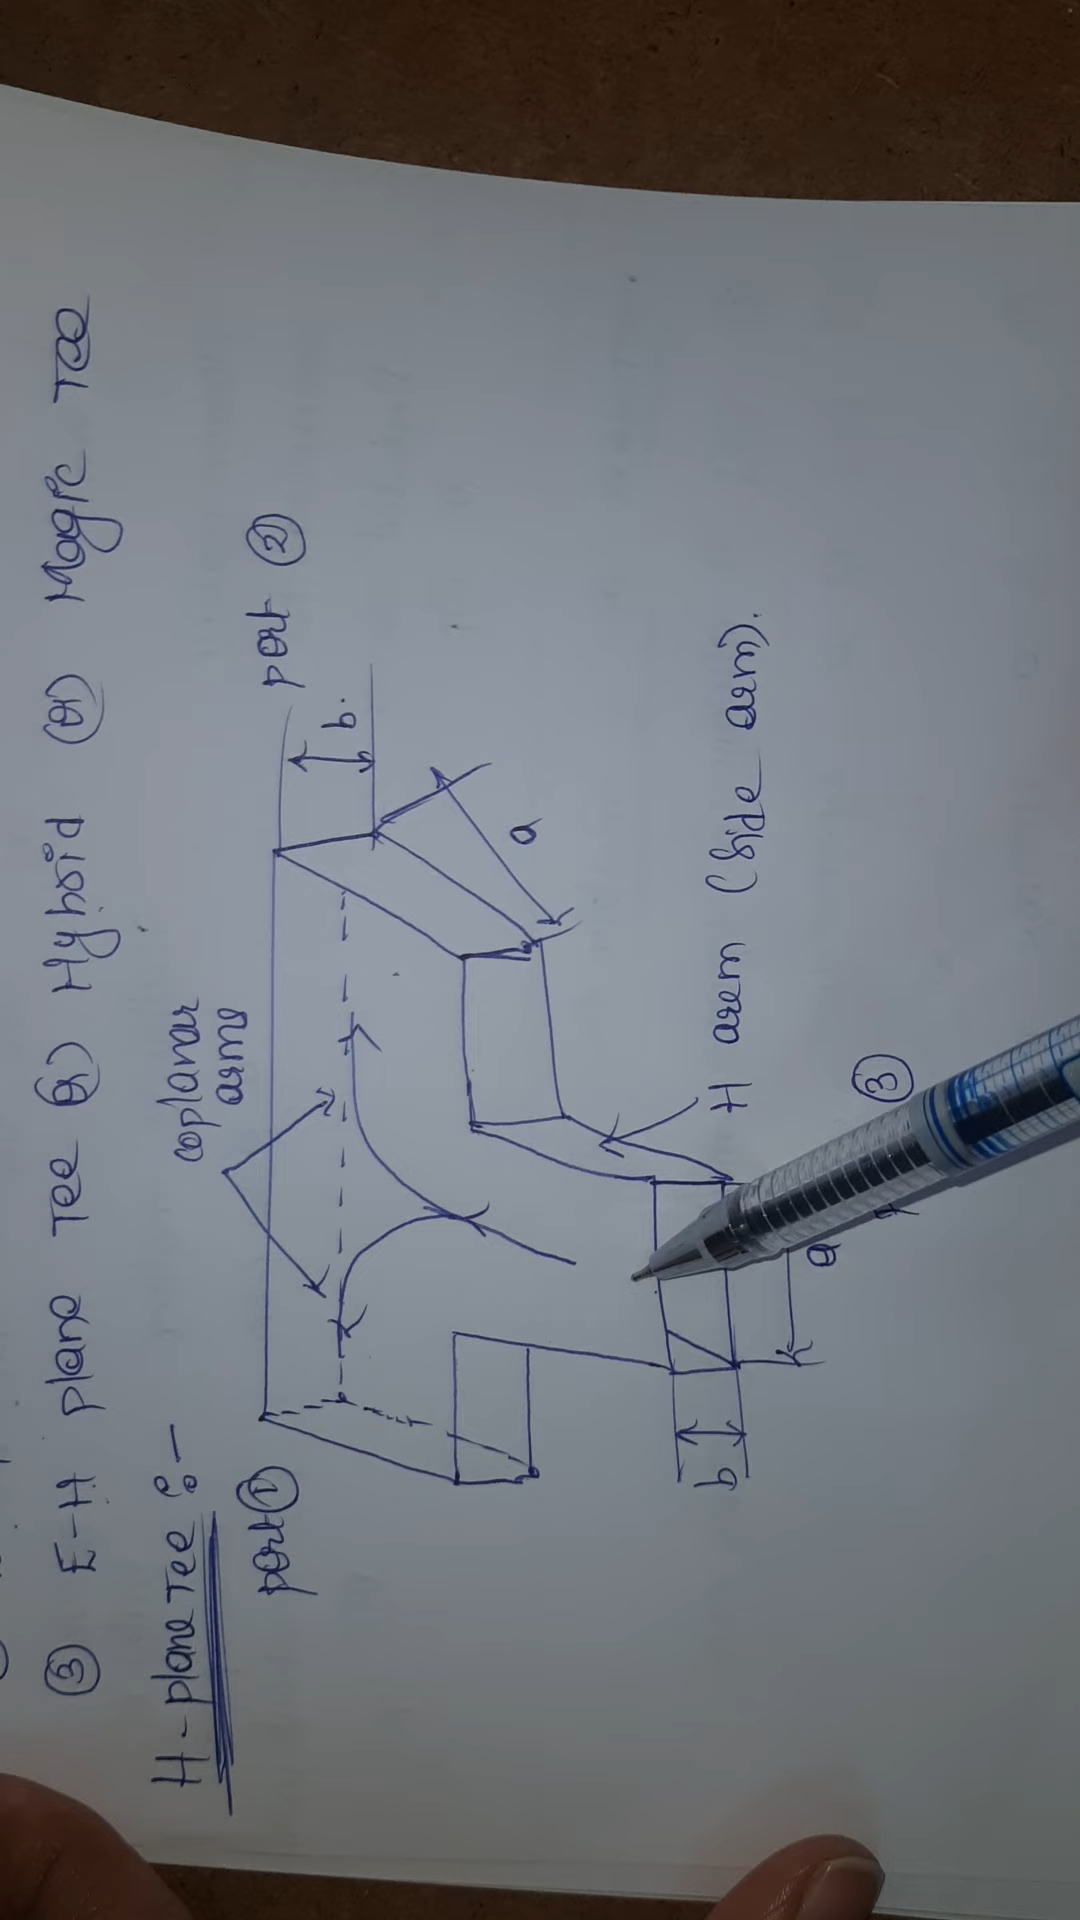 ③ E-H plane Tee (or) Hybrid (or) Magic Tee
H-plane Tee :-
coplanar
arms
port ①
port ②
b
a
H arm (side arm).
b
a
③